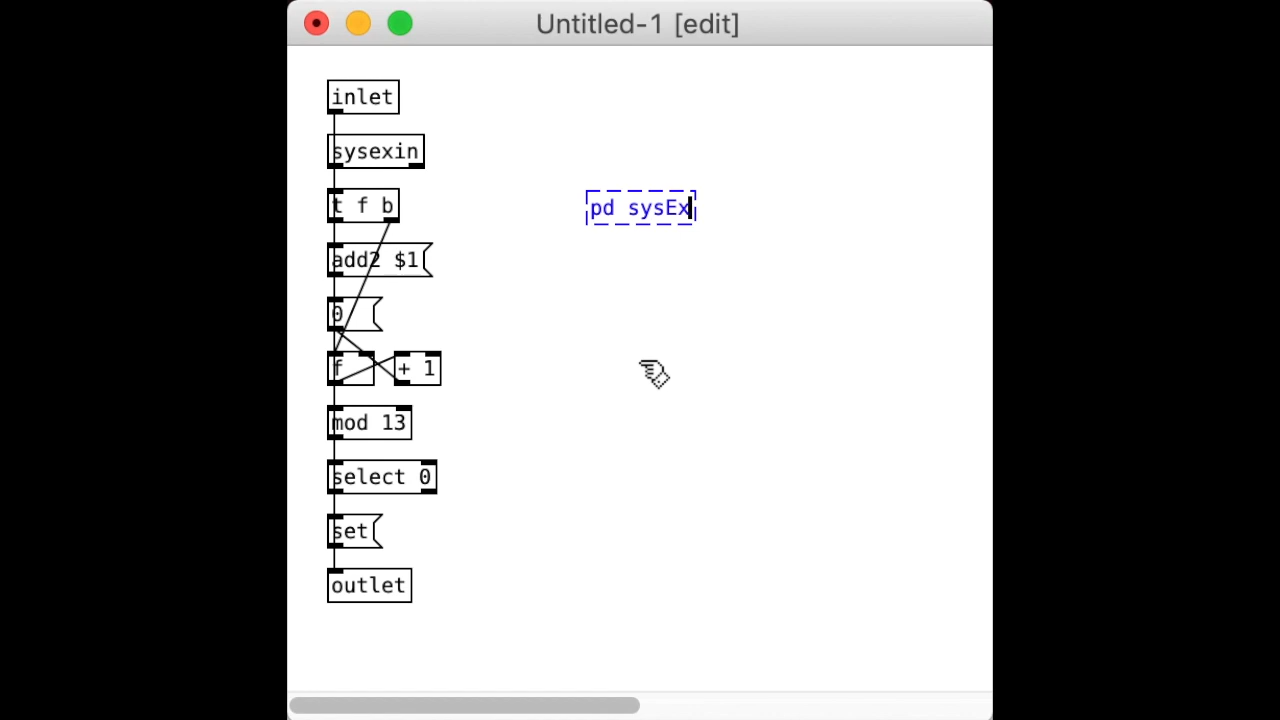 Untitled-1 [edit]
inlet
sysexin
t f b
pd sysEx
add2 $1
0
f
+ 1
mod 13
select 0
set
outlet